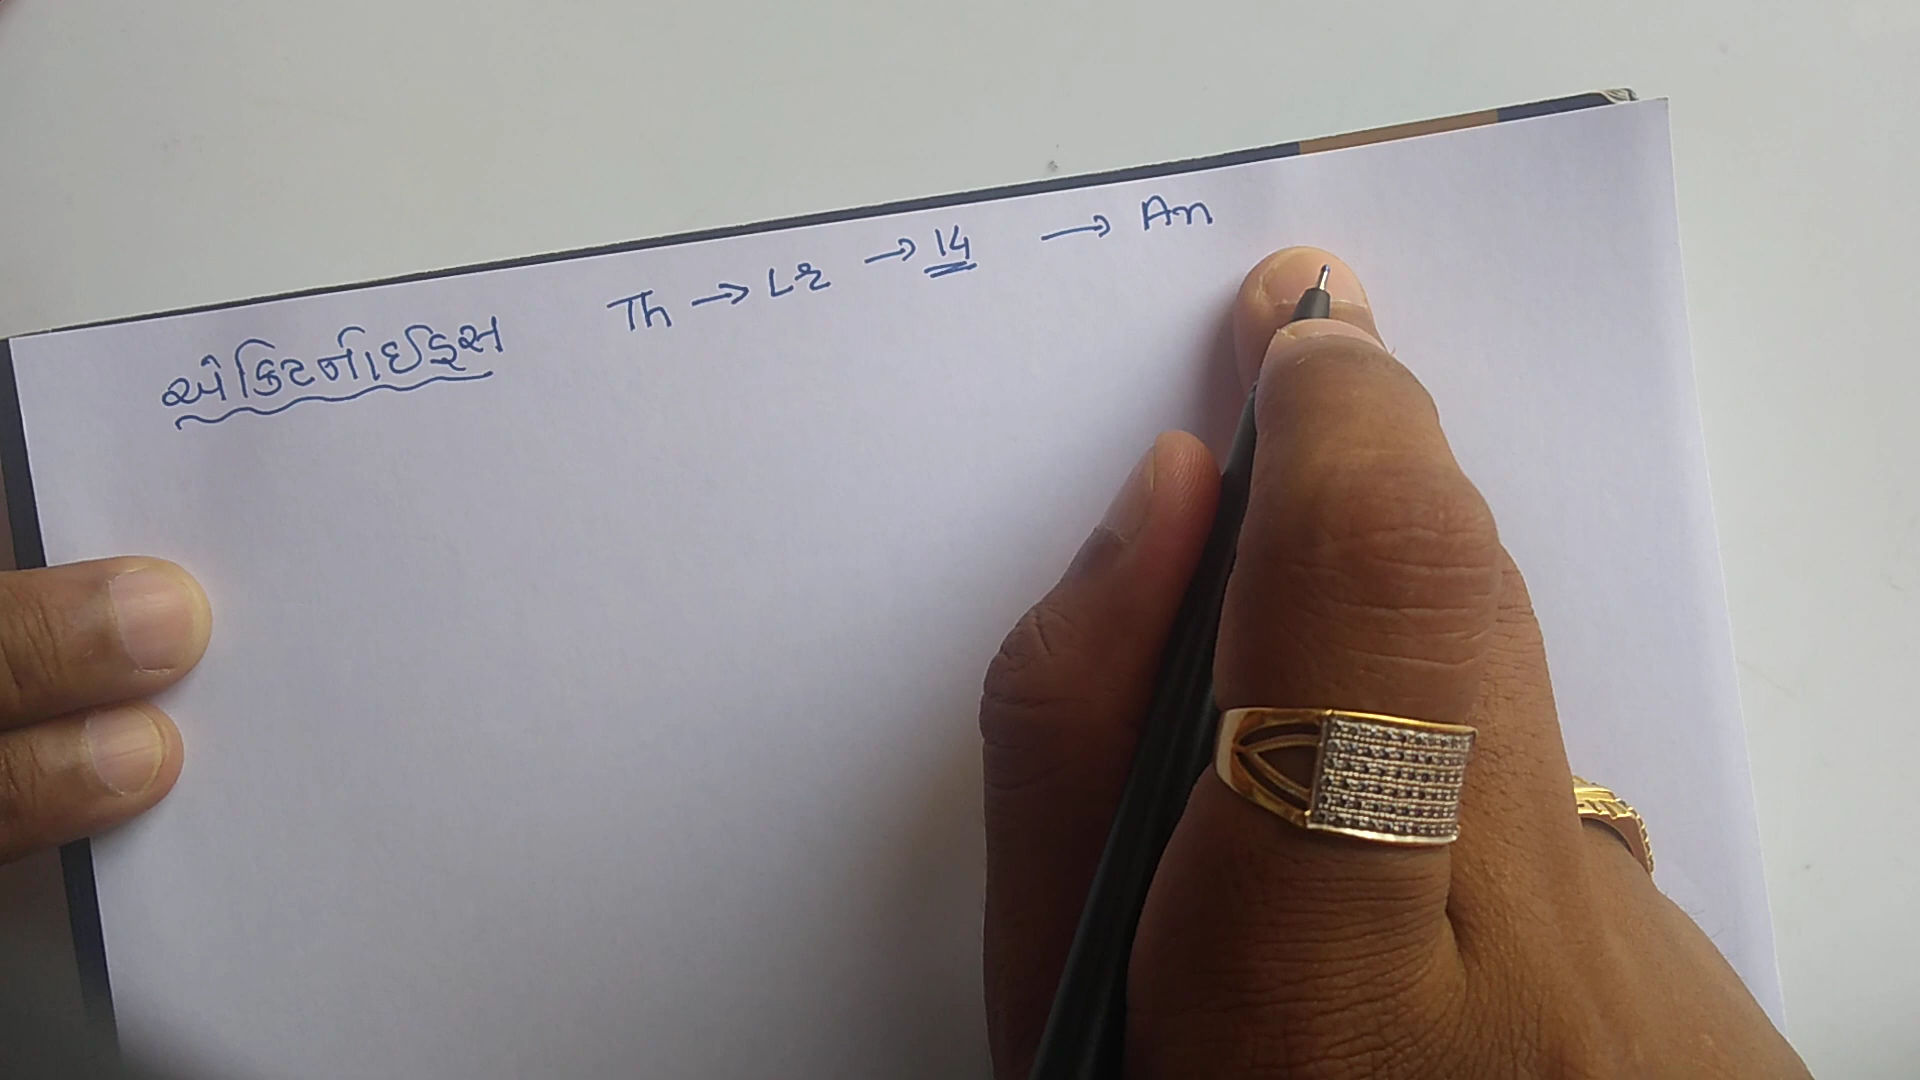 એક્ટિનાઇડ્સ Th → Lr → 14 → An